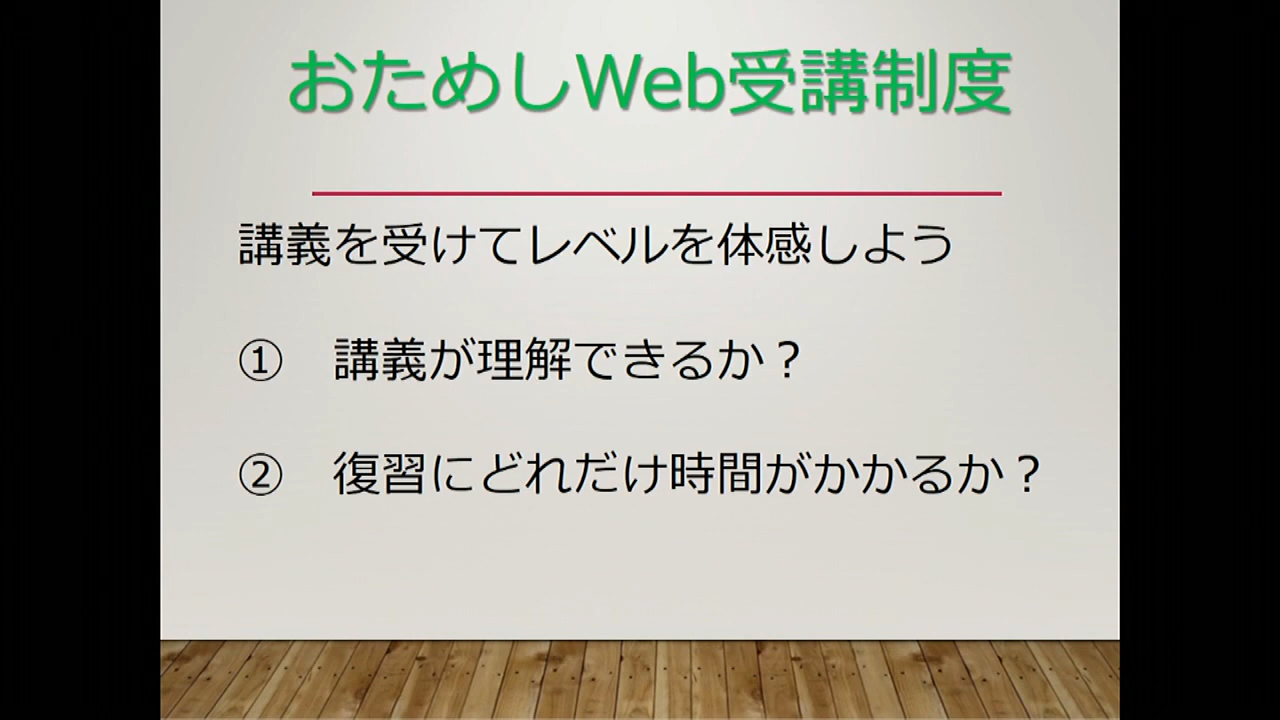 おためしWeb受講制度
講義を受けてレベルを体感しよう
① 講義が理解できるか？
② 復習にどれだけ時間がかかるか？